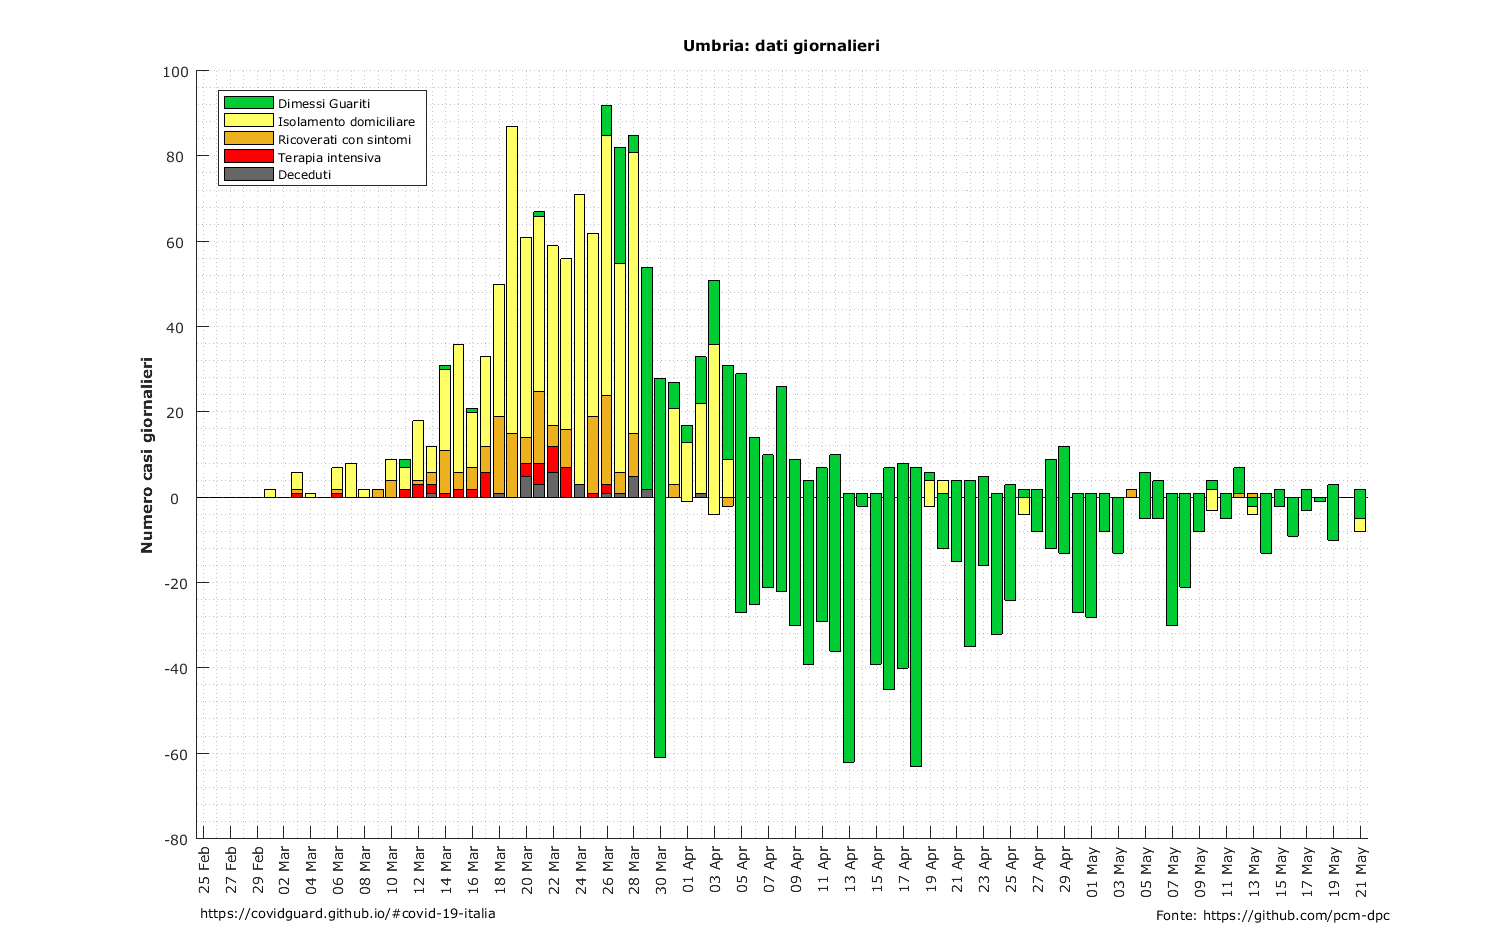 Umbria: dati giornalieri
100
80
60
40
20
0
-20
-40
-60
-80
Numero casi giornalieri
Dimessi Guariti
Isolamento domiciliare
Ricoverati con sintomi
Terapia intensiva
Deceduti
25 Feb
27 Feb
29 Feb
02 Mar
04 Mar
06 Mar
08 Mar
10 Mar
12 Mar
14 Mar
16 Mar
18 Mar
20 Mar
22 Mar
24 Mar
26 Mar
28 Mar
30 Mar
01 Apr
03 Apr
05 Apr
07 Apr
09 Apr
11 Apr
13 Apr
15 Apr
17 Apr
19 Apr
21 Apr
23 Apr
25 Apr
27 Apr
29 Apr
01 May
03 May
05 May
07 May
09 May
11 May
13 May
15 May
17 May
19 May
21 May
https://covidguard.github.io/#covid-19-italia
Fonte: https://github.com/pcm-dpc